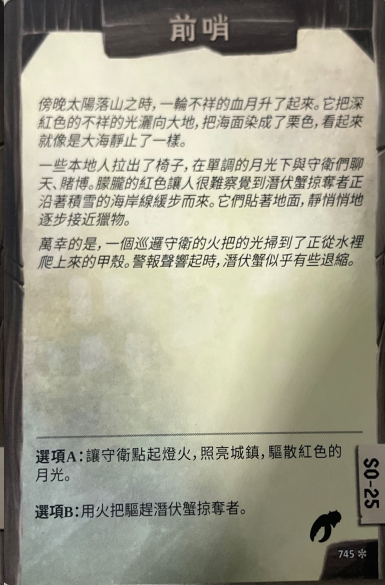 前哨
傍晚太陽落山之時，一輪不祥的血月升了起來。它把深
紅色的不祥的光灑向大地，把海面染成了栗色，看起來
就像是大海靜止了一樣。
一些本地人拉出了椅子，在單調的月光下與守衛們聊
天、賭博。朦朧的紅色讓人很難察覺到潛伏蟹掠奪者正
沿著積雪的海岸線緩步而來。它們貼著地面，靜悄悄地
逐步接近獵物。
萬幸的是，一個巡邏守衛的火把的光掃到了正從水裡
爬上來的甲殼。警報聲響起時，潛伏蟹似乎有些退縮。
選項A：讓守衛點起燈火，照亮城鎮，驅散紅色的
月光。
選項B：用火把驅趕潛伏蟹掠奪者。
SO-25
745